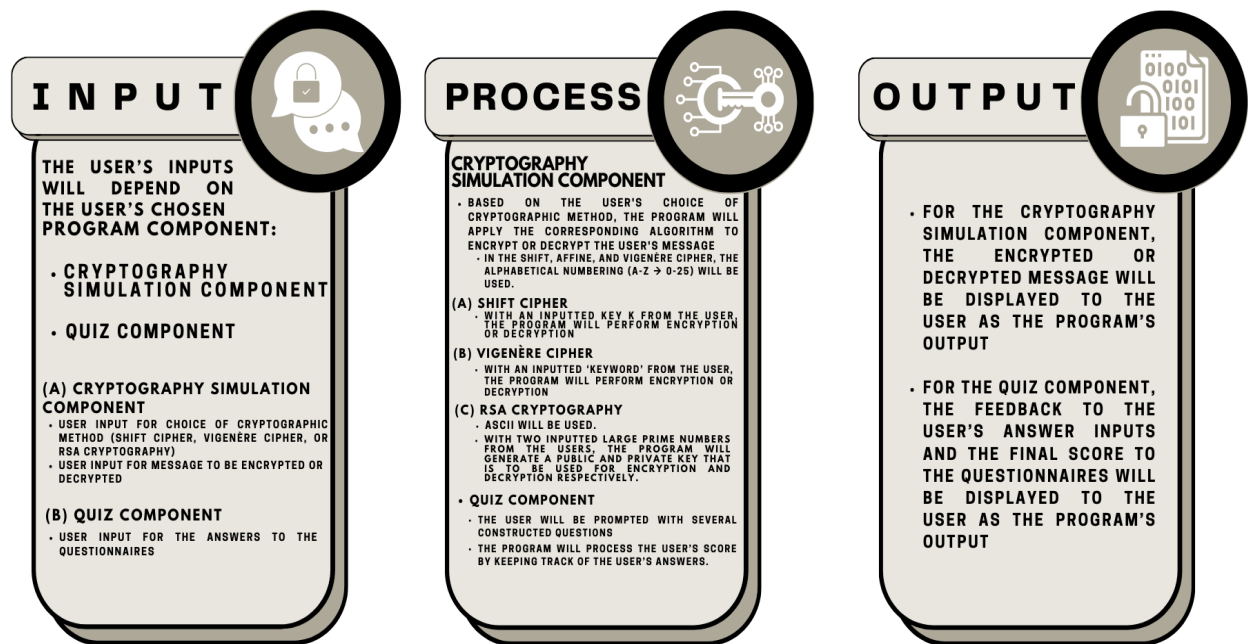 INPUT
THE USER'S INPUTS
WILL DEPEND ON
THE USER'S CHOSEN
PROGRAM COMPONENT:
• CRYPTOGRAPHY
SIMULATION COMPONENT
• QUIZ COMPONENT
(A) CRYPTOGRAPHY SIMULATION
COMPONENT
• USER INPUT FOR CHOICE OF CRYPTOGRAPHIC
METHOD (SHIFT CIPHER, VIGENÈRE CIPHER, OR
RSA CRYPTOGRAPHY)
• USER INPUT FOR MESSAGE TO BE ENCRYPTED OR
DECRYPTED
(B) QUIZ COMPONENT
• USER INPUT FOR THE ANSWERS TO THE
QUESTIONNAIRES
PROCESS
CRYPTOGRAPHY
SIMULATION COMPONENT
• BASED ON THE USER'S CHOICE OF
CRYPTOGRAPHIC METHOD, THE PROGRAM WILL
APPLY THE CORRESPONDING ALGORITHM TO
ENCRYPT OR DECRYPT THE USER'S MESSAGE
• IN THE SHIFT, AFFINE, AND VIGENÈRE CIPHER, THE
ALPHABETICAL NUMBERING (A-Z → 0-25) WILL BE
USED.
(A) SHIFT CIPHER
• WITH AN INPUTTED KEY K FROM THE USER,
THE PROGRAM WILL PERFORM ENCRYPTION
OR DECRYPTION
(B) VIGENÈRE CIPHER
• WITH AN INPUTTED 'KEYWORD' FROM THE USER,
THE PROGRAM WILL PERFORM ENCRYPTION OR
DECRYPTION
(C) RSA CRYPTOGRAPHY
• ASCII WILL BE USED.
• WITH TWO INPUTTED LARGE PRIME NUMBERS
FROM THE USERS, THE PROGRAM WILL
GENERATE A PUBLIC AND PRIVATE KEY THAT
IS TO BE USED FOR ENCRYPTION AND
DECRYPTION RESPECTIVELY.
• QUIZ COMPONENT
• THE USER WILL BE PROMPTED WITH SEVERAL
CONSTRUCTED QUESTIONS
• THE PROGRAM WILL PROCESS THE USER'S SCORE
BY KEEPING TRACK OF THE USER'S ANSWERS.
OUTPUT
0100
0101
100
101
• FOR THE CRYPTOGRAPHY
SIMULATION COMPONENT,
THE ENCRYPTED OR
DECRYPTED MESSAGE WILL
BE DISPLAYED TO THE
USER AS THE PROGRAM'S
OUTPUT
• FOR THE QUIZ COMPONENT,
THE FEEDBACK TO THE
USER'S ANSWER INPUTS
AND THE FINAL SCORE TO
THE QUESTIONNAIRES WILL
BE DISPLAYED TO THE
USER AS THE PROGRAM'S
OUTPUT